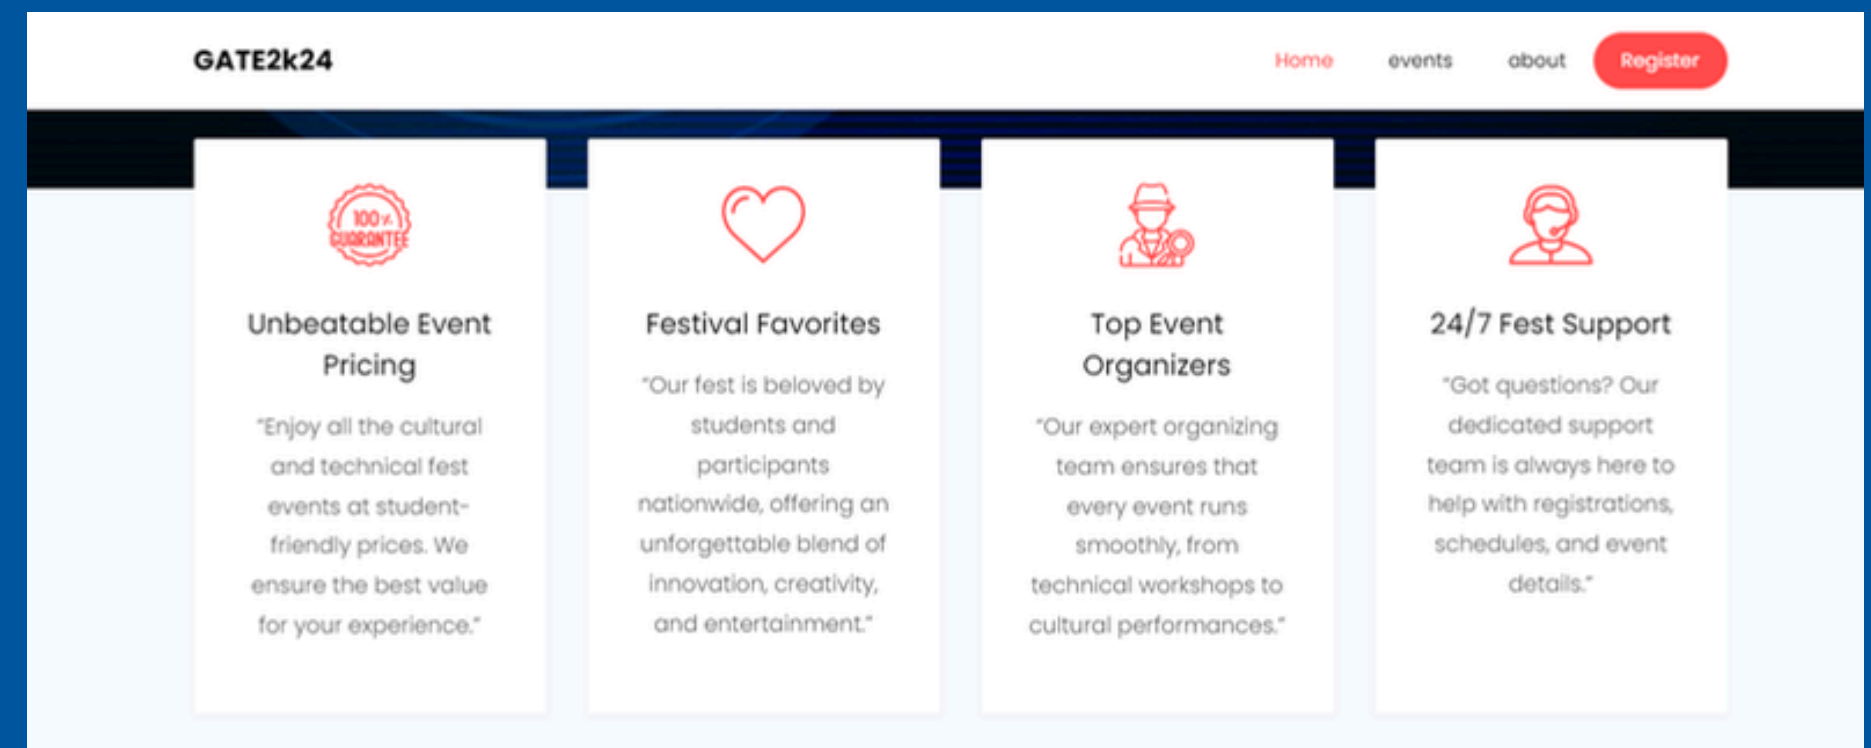 GATE2k24
Home
events
about
Register
100%
GUARANTEE
Unbeatable Event
Pricing
“Enjoy all the cultural
and technical fest
events at student-
friendly prices. We
ensure the best value
for your experience.”
Festival Favorites
“Our fest is beloved by
students and
participants
nationwide, offering an
unforgettable blend of
innovation, creativity,
and entertainment.”
Top Event
Organizers
“Our expert organizing
team ensures that
every event runs
smoothly, from
technical workshops to
cultural performances.”
24/7 Fest Support
“Got questions? Our
dedicated support
team is always here to
help with registrations,
schedules, and event
details.”